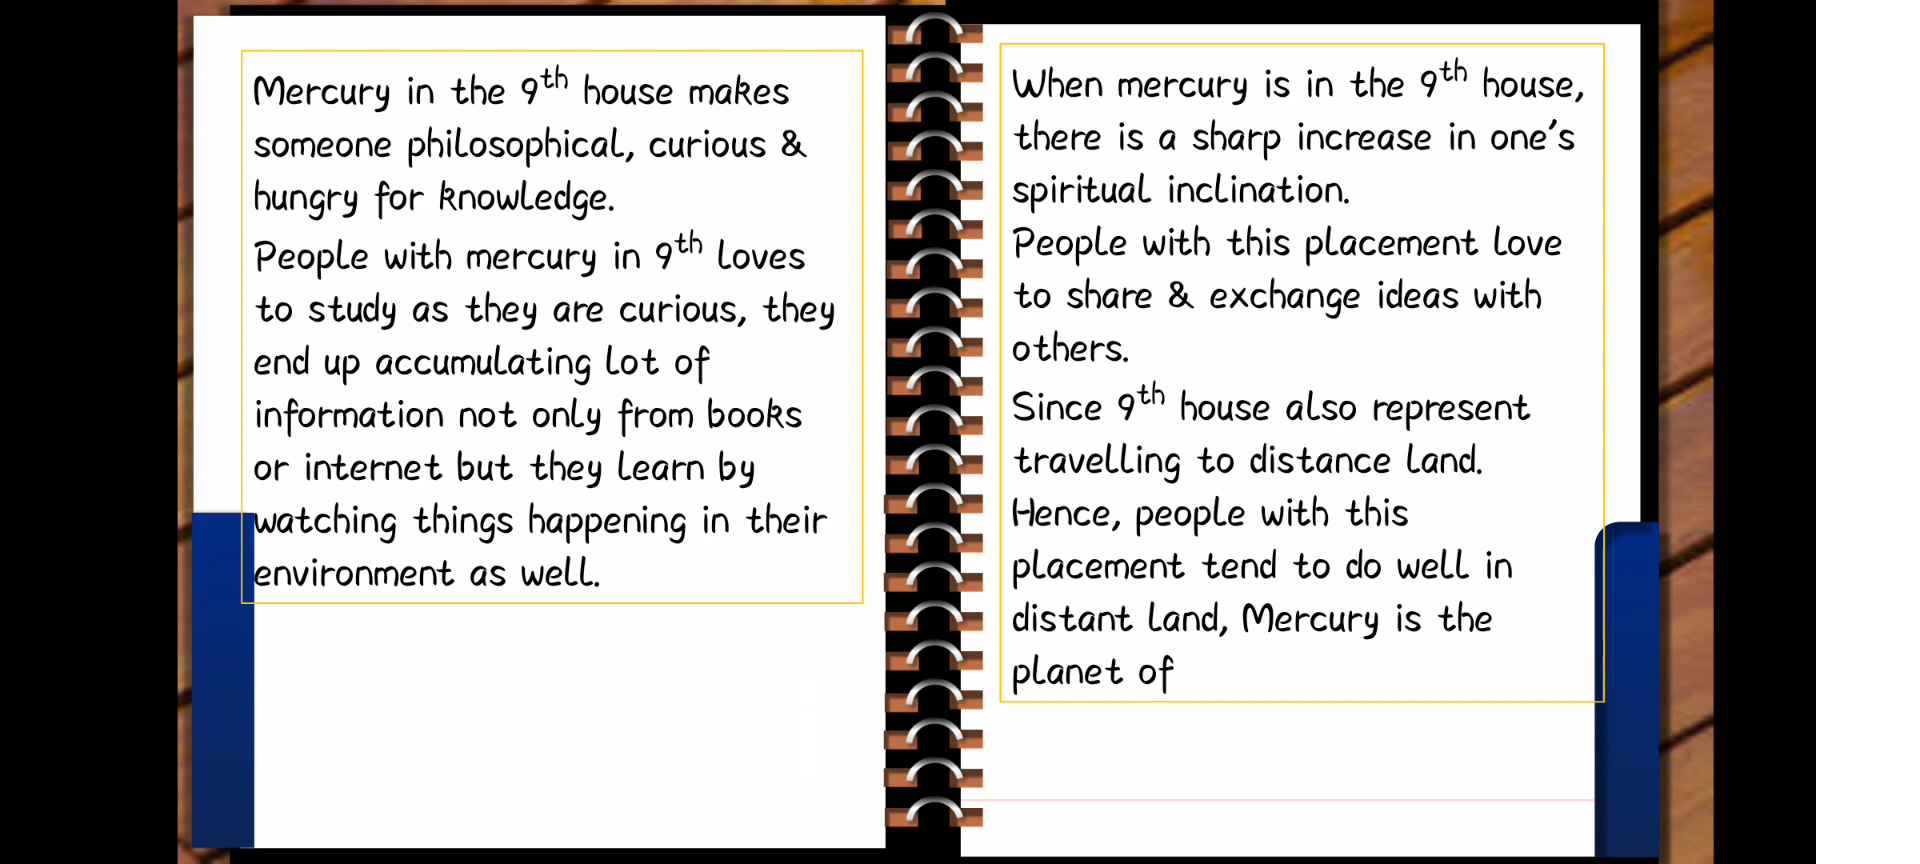 Mercury in the 9th house makes
someone philosophical, curious &
hungry for knowledge.
People with mercury in 9th loves
to study as they are curious, they
end up accumulating lot of
information not only from books
or internet but they learn by
watching things happening in their
environment as well.
When mercury is in the 9th house,
there is a sharp increase in one's
spiritual inclination.
People with this placement love
to share & exchange ideas with
others.
Since 9th house also represent
travelling to distance land.
Hence, people with this
placement tend to do well in
distant land, Mercury is the
planet of